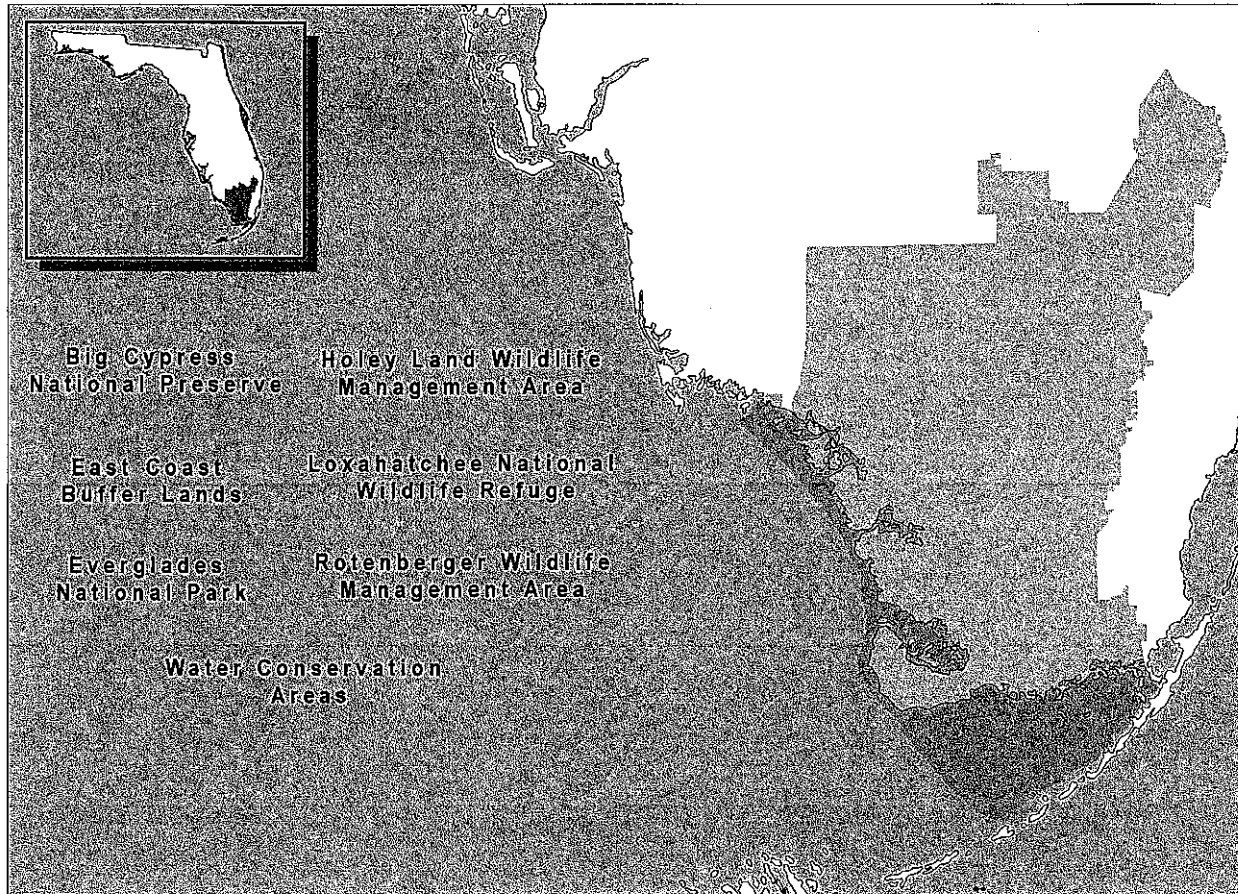 Big Cypress
National Preserve
Holey Land Wildlife
Management Area
East Coast
Buffer Lands
Loxahatchee National
Wildlife Refuge
Everglades
National Park
Rotenberger Wildlife
Management Area
Water Conservation
Areas